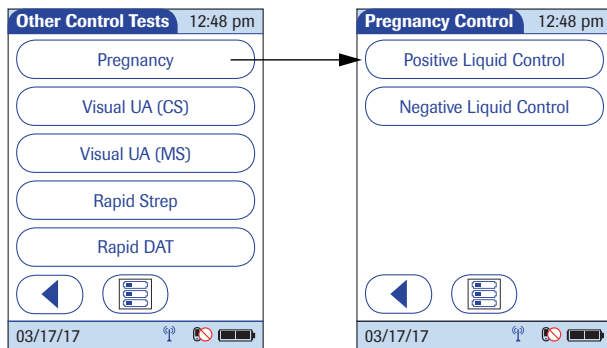 Other Control Tests 12:48 pm
Pregnancy
Visual UA (CS)
Visual UA (MS)
Rapid Strep
Rapid DAT
03/17/17
Pregnancy Control 12:48 pm
Positive Liquid Control
Negative Liquid Control
03/17/17